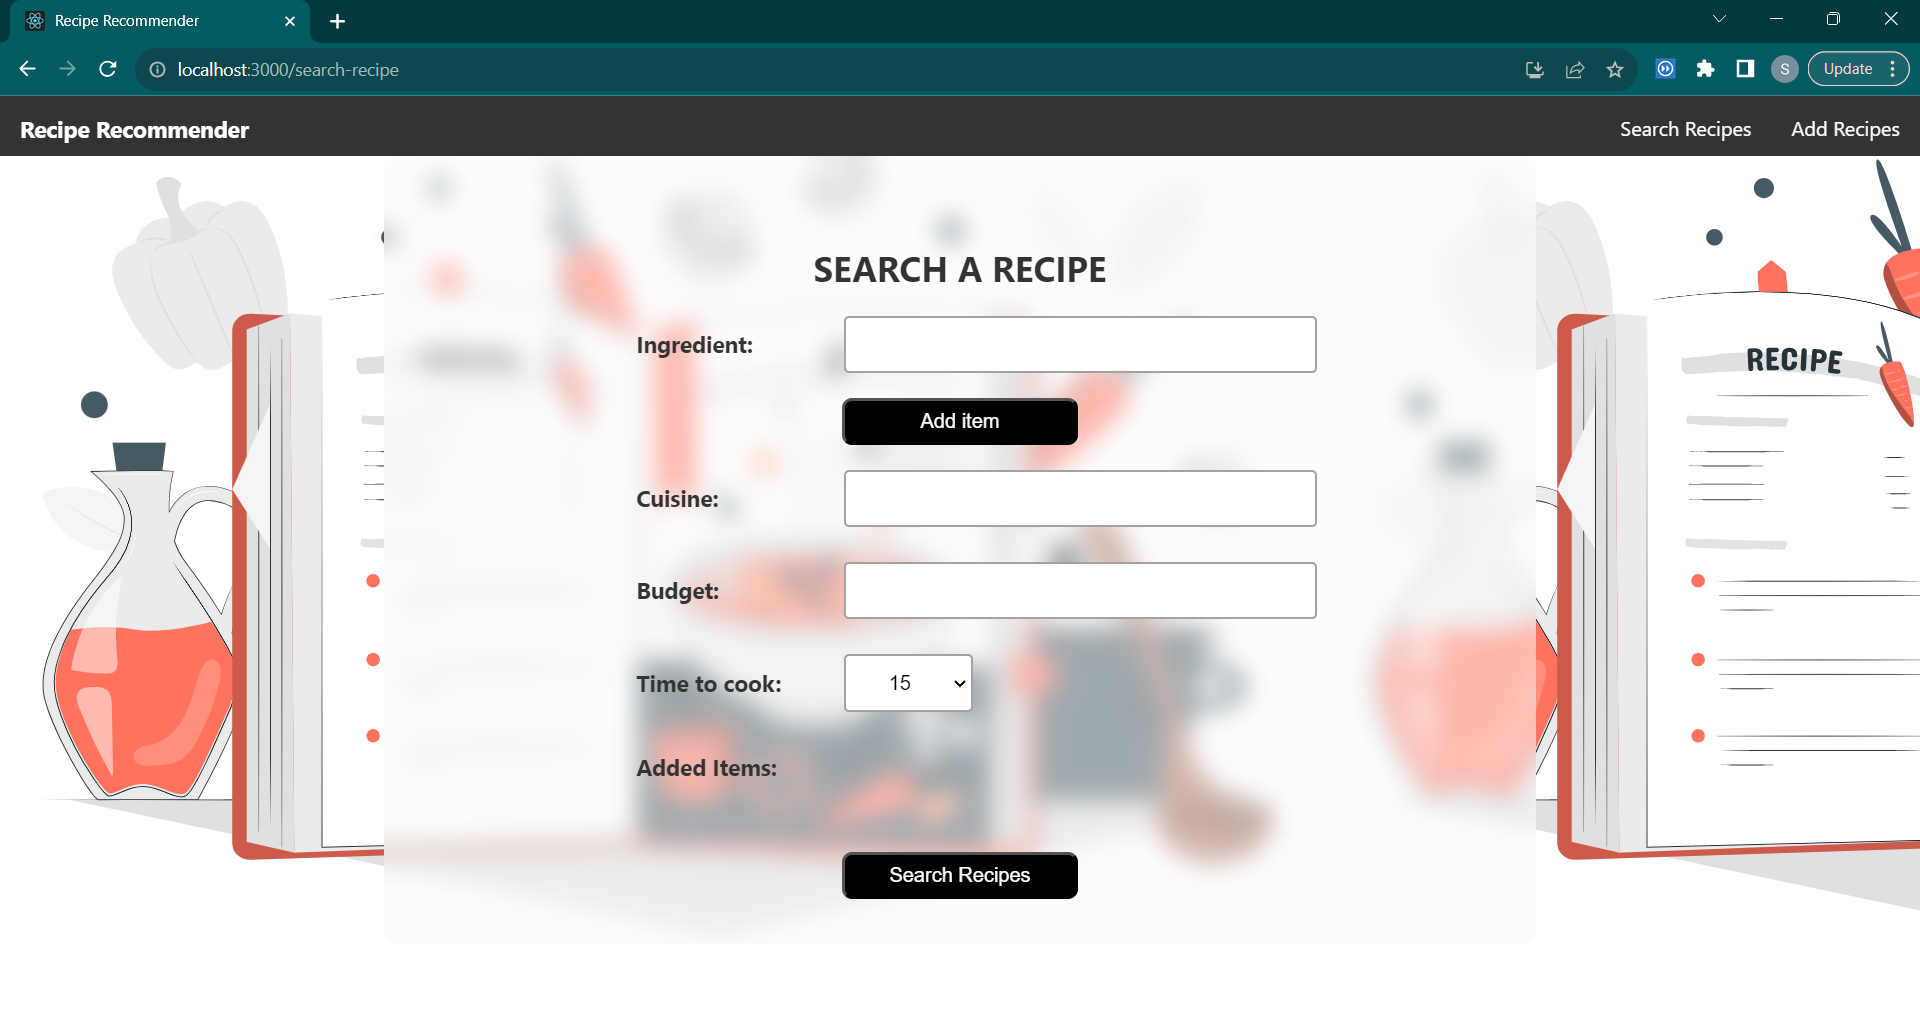 Recipe Recommender
localhost:3000/search-recipe
S
Update
Recipe Recommender
Search Recipes
Add Recipes
SEARCH A RECIPE
Ingredient:
Add item
Cuisine:
Budget:
Time to cook:
15
Added Items:
Search Recipes
RECIPE